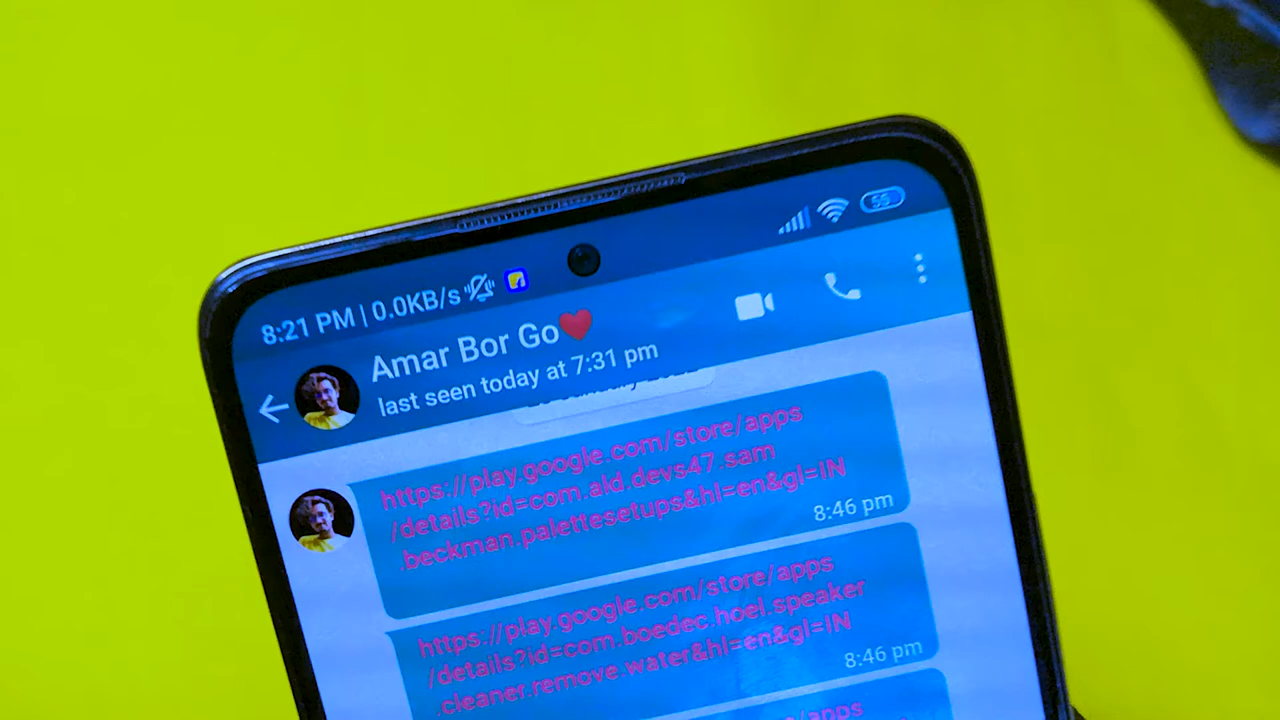 8:21 PM | 0.0KB/s
56
Amar Bor Go❤️
last seen today at 7:31 pm
https://play.google.com/store/apps
/details?id=com.ald.devs47.sam
.beckman.palettesetups&hl=en&gl=IN
8:46 pm
https://play.google.com/store/apps
/details?id=com.boedec.hoel.speaker
.cleaner.remove.water&hl=en&gl=IN
8:46 pm
/apps